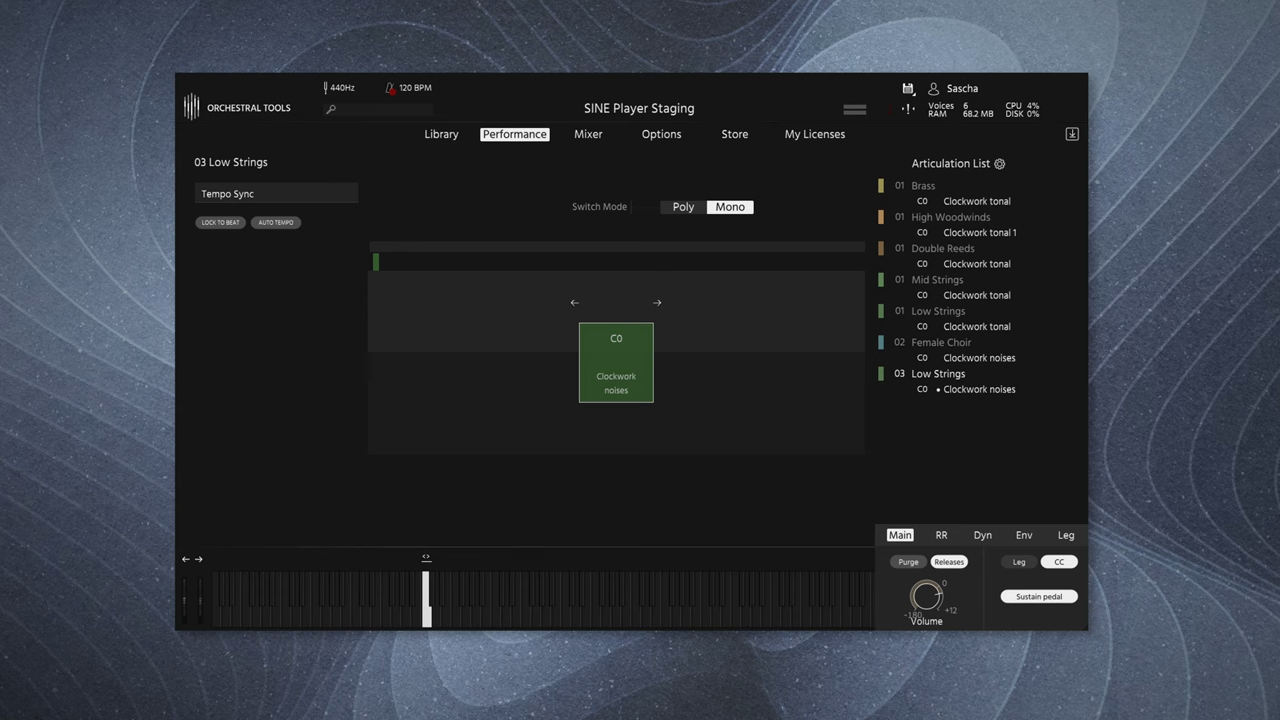 440Hz
120 BPM
Sascha
ORCHESTRAL TOOLS
SINE Player Staging
Voices 6
RAM 68.2 MB
CPU 4%
DISK 0%
Library Performance Mixer Options Store My Licenses
03 Low Strings
Tempo Sync
LOCK TO BEAT AUTO TEMPO
Switch Mode Poly Mono
C0
Clockwork
noises
Articulation List
01 Brass
C0 Clockwork tonal
01 High Woodwinds
C0 Clockwork tonal 1
01 Double Reeds
C0 Clockwork tonal
01 Mid Strings
C0 Clockwork tonal
01 Low Strings
C0 Clockwork tonal
02 Female Choir
C0 Clockwork noises
03 Low Strings
C0 • Clockwork noises
Main RR Dyn Env Leg
Purge Releases Leg CC
0
-180 +12
Volume
Sustain pedal